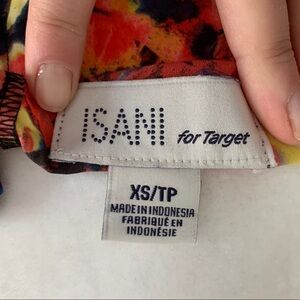 ISANI for Target
XS/TP
MADE IN INDONESIA
FABRIQUÉ EN
INDONÉSIE